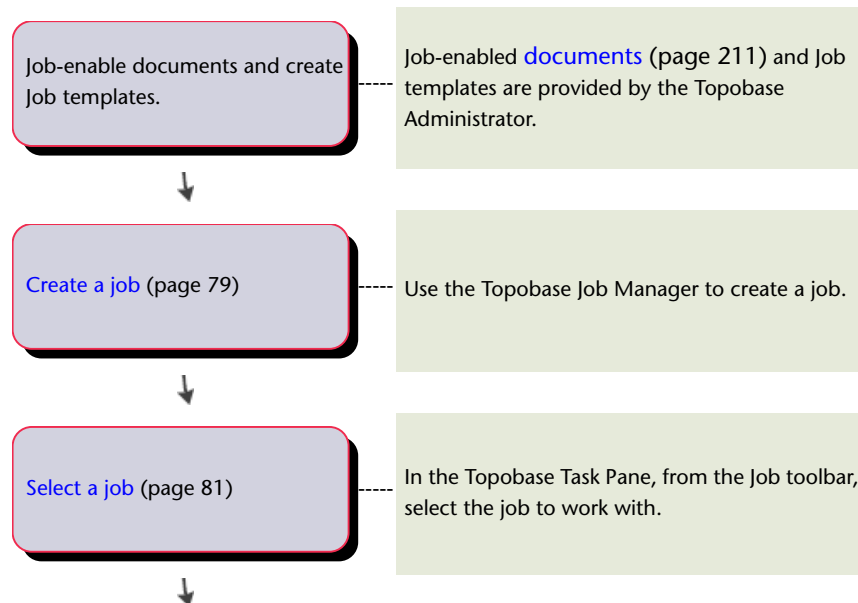 Job-enable documents and create
Job templates.
Job-enabled documents (page 211) and Job
templates are provided by the Topobase
Administrator.
Create a job (page 79)
Use the Topobase Job Manager to create a job.
Select a job (page 81)
In the Topobase Task Pane, from the Job toolbar,
select the job to work with.